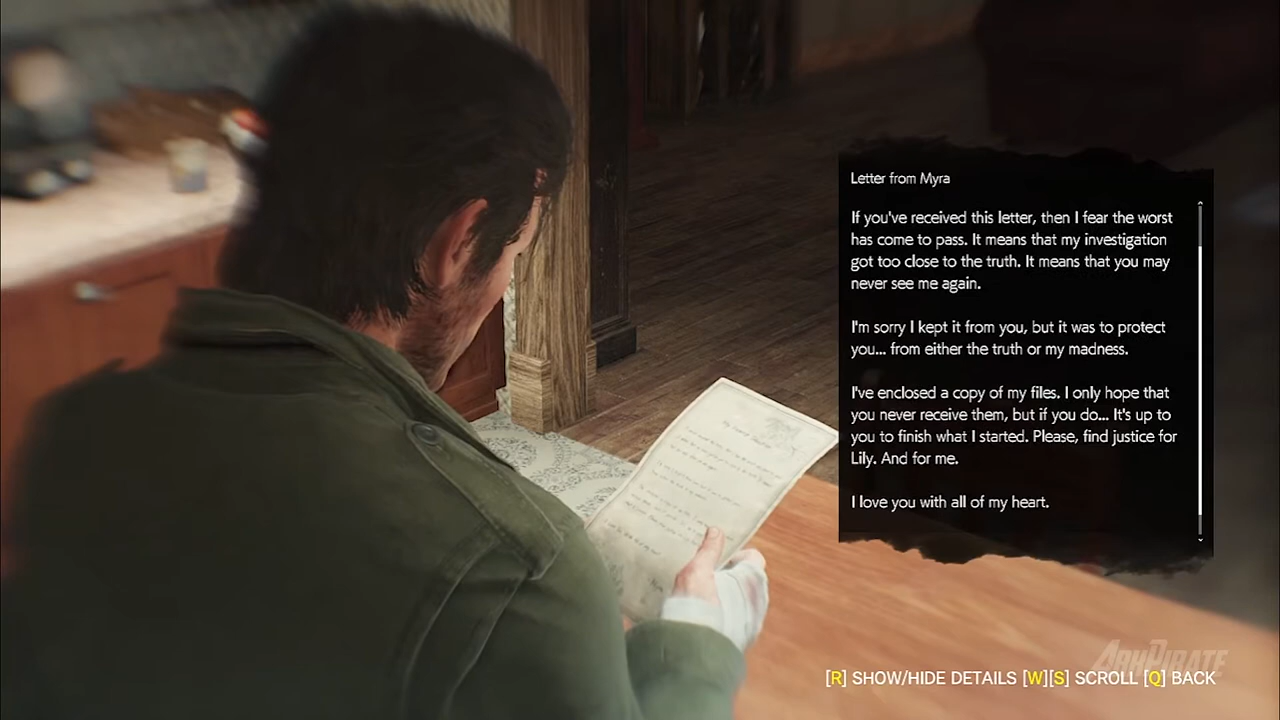 Letter from Myra
If you've received this letter, then I fear the worst
has come to pass. It means that my investigation
got too close to the truth. It means that you may
never see me again.
I'm sorry I kept it from you, but it was to protect
you... from either the truth or my madness.
I've enclosed a copy of my files. I only hope that
you never receive them, but if you do... It's up to
you to finish what I started. Please, find justice for
Lily. And for me.
I love you with all of my heart.
ARKPIRATE
[R] SHOW/HIDE DETAILS [W][S] SCROLL [Q] BACK